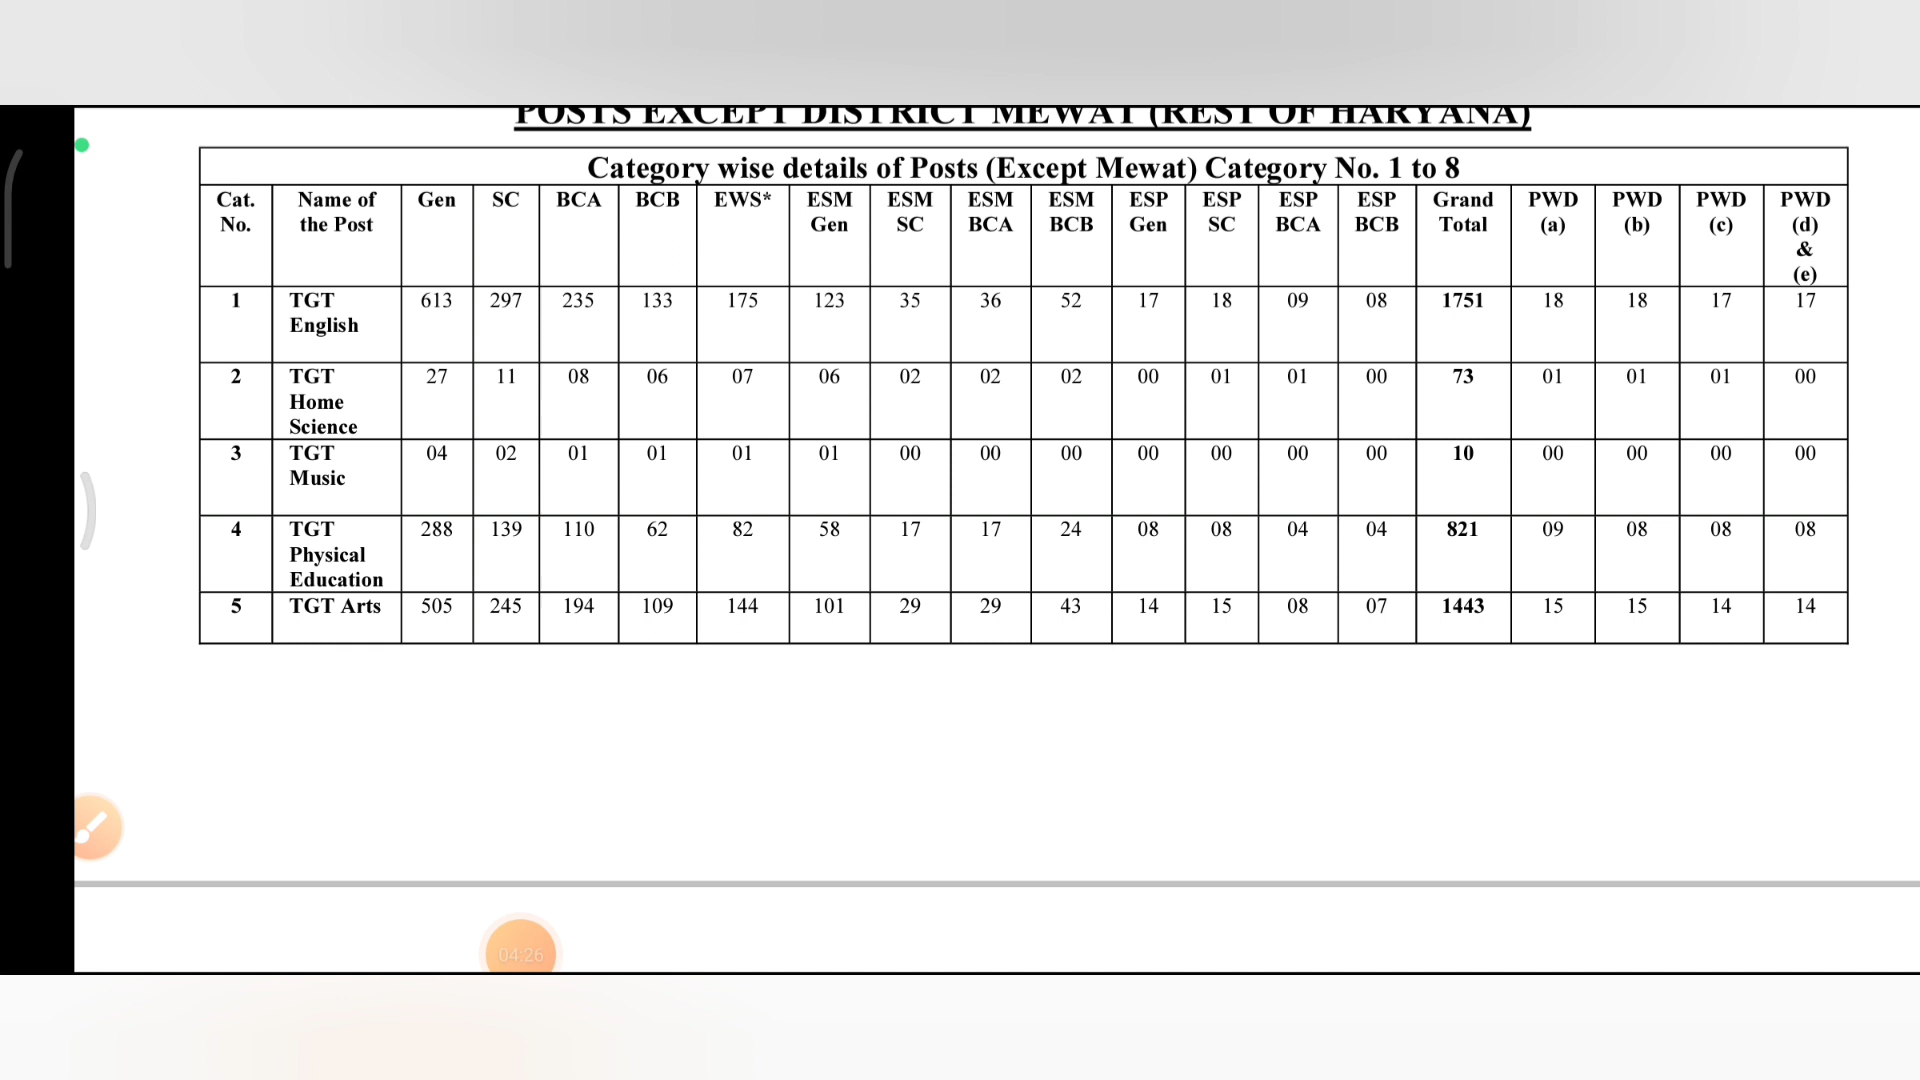 POSTS EXCEPT DISTRICT MEWAT (REST OF HARYANA)
Category wise details of Posts (Except Mewat) Category No. 1 to 8
Cat. No. Name of the Post Gen SC BCA BCB EWS* ESM Gen ESM SC ESM BCA ESM BCB ESP Gen ESP SC ESP BCA ESP BCB Grand Total PWD (a) PWD (b) PWD (c) PWD (d) & (e)
1 TGT English 613 297 235 133 175 123 35 36 52 17 18 09 08 1751 18 18 17 17
2 TGT Home Science 27 11 08 06 07 06 02 02 02 00 01 01 00 73 01 01 01 00
3 TGT Music 04 02 01 01 01 01 00 00 00 00 00 00 00 10 00 00 00 00
4 TGT Physical Education 288 139 110 62 82 58 17 17 24 08 08 04 04 821 09 08 08 08
5 TGT Arts 505 245 194 109 144 101 29 29 43 14 15 08 07 1443 15 15 14 14
04:26